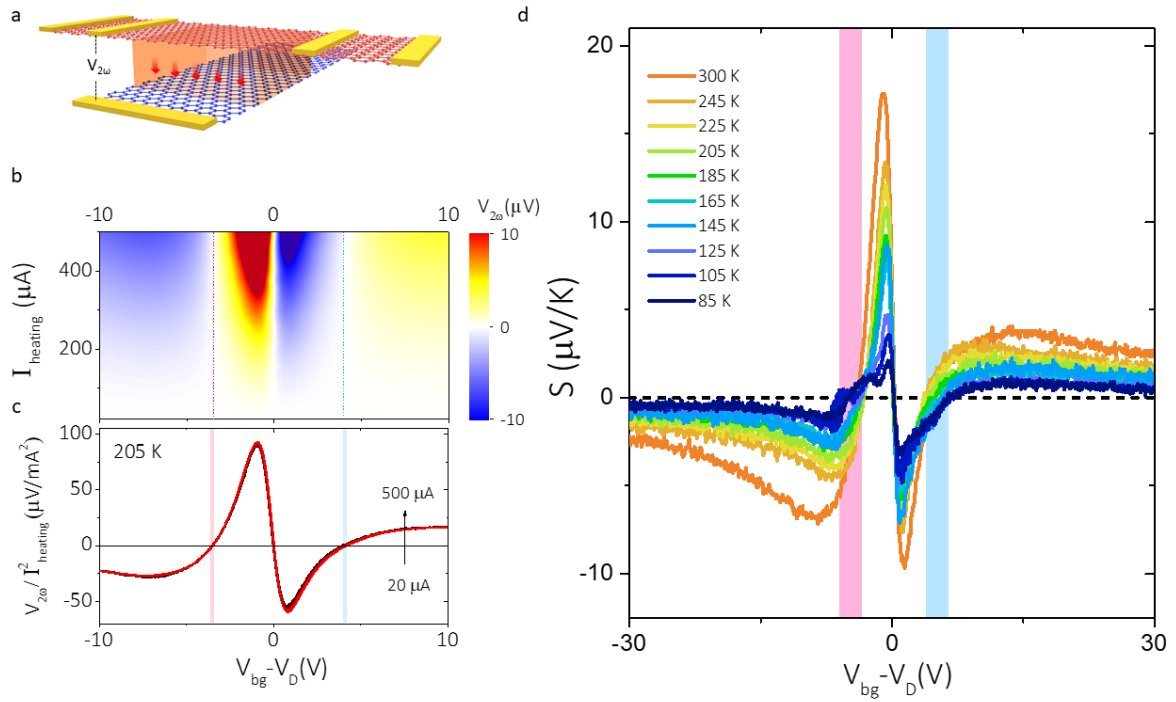 a
V2ω
b
-10 0 10
V2ω(μV)
10
0
-10
400
200
Iheating (μA)
c
100
50
0
-50
205 K
500 μA
20 μA
V2ω/I²heating(μV/mA²)
-10 0 10
Vbg-VD(V)
d
20
10
0
-10
S (μV/K)
300 K
245 K
225 K
205 K
185 K
165 K
145 K
125 K
105 K
85 K
-30 0 30
Vbg-VD(V)